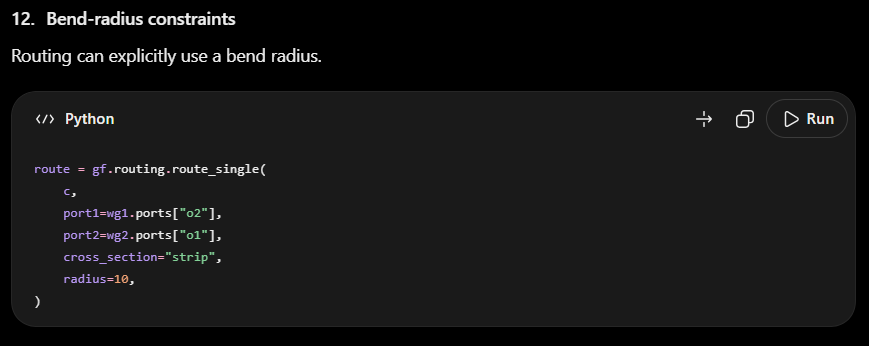 12. Bend-radius constraints
Routing can explicitly use a bend radius.
</> Python
Run
route = gf.routing.route_single(
    c,
    port1=wg1.ports["o2"],
    port2=wg2.ports["o1"],
    cross_section="strip",
    radius=10,
)